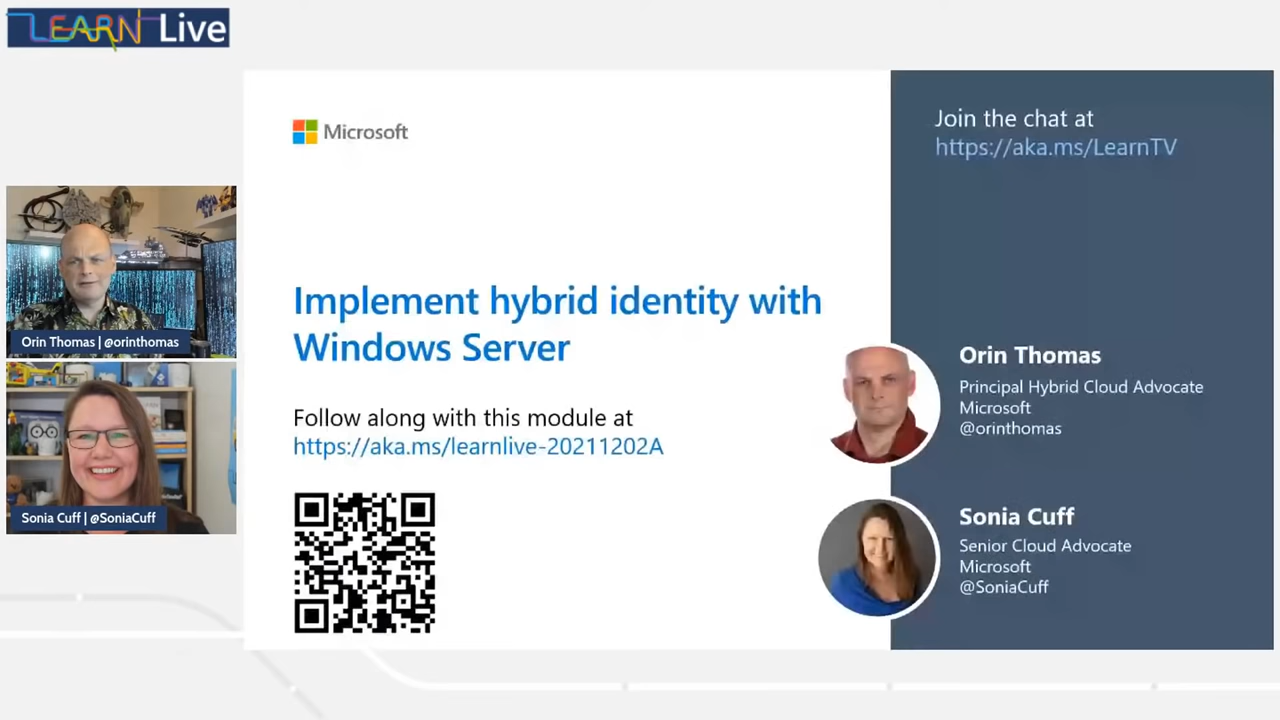 LEARN Live
Microsoft
Join the chat at
https://aka.ms/LearnTV
Orin Thomas | @orinthomas
Sonia Cuff | @SoniaCuff
Implement hybrid identity with
Windows Server
Follow along with this module at
https://aka.ms/learnlive-20211202A
Orin Thomas
Principal Hybrid Cloud Advocate
Microsoft
@orinthomas
Sonia Cuff
Senior Cloud Advocate
Microsoft
@SoniaCuff